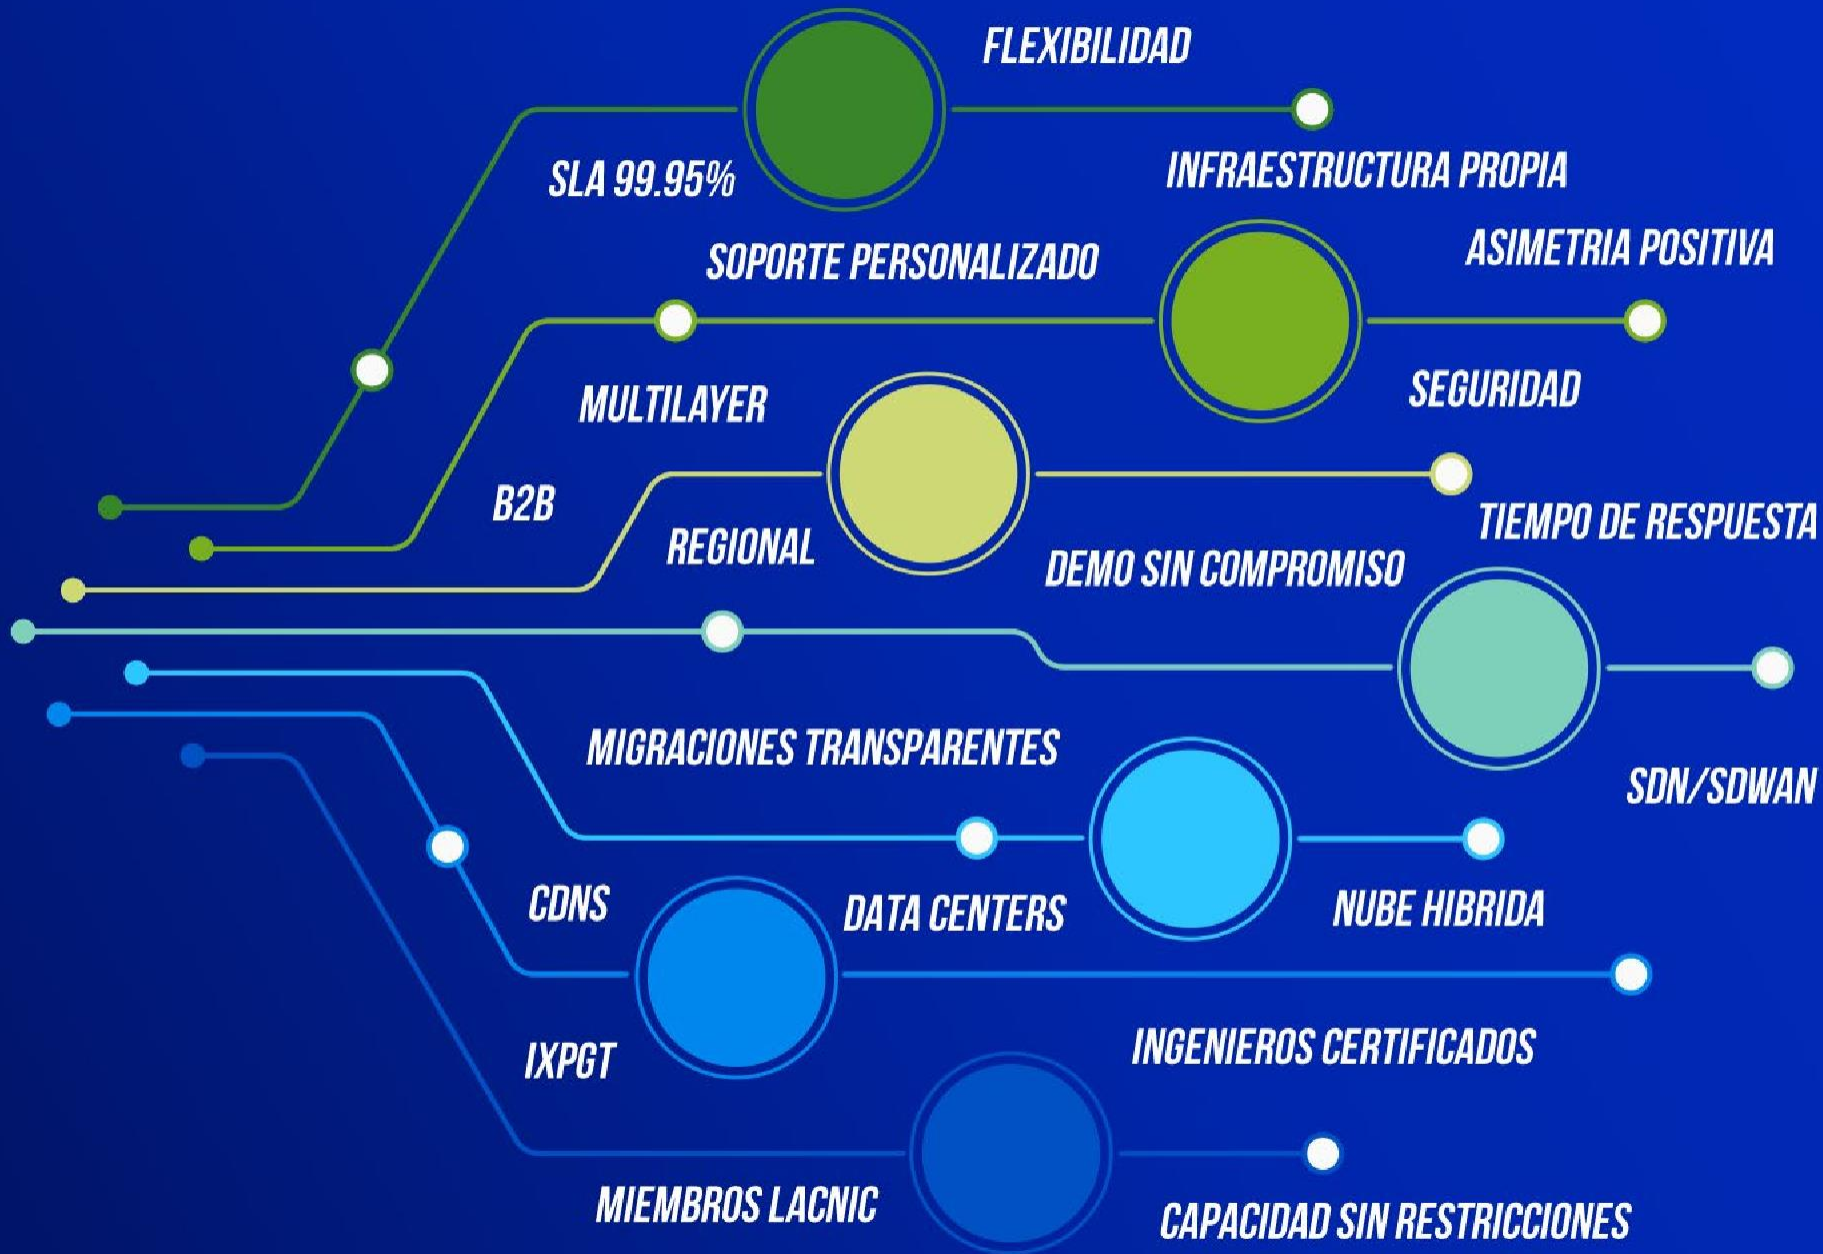 FLEXIBILIDAD
SLA 99.95%
INFRAESTRUCTURA PROPIA
SOPORTE PERSONALIZADO
ASIMETRIA POSITIVA
MULTILAYER
SEGURIDAD
B2B
REGIONAL
TIEMPO DE RESPUESTA
DEMO SIN COMPROMISO
MIGRACIONES TRANSPARENTES
SDN/SDWAN
CDNS
DATA CENTERS
NUBE HIBRIDA
IXPGT
INGENIEROS CERTIFICADOS
MIEMBROS LACNIC
CAPACIDAD SIN RESTRICCIONES